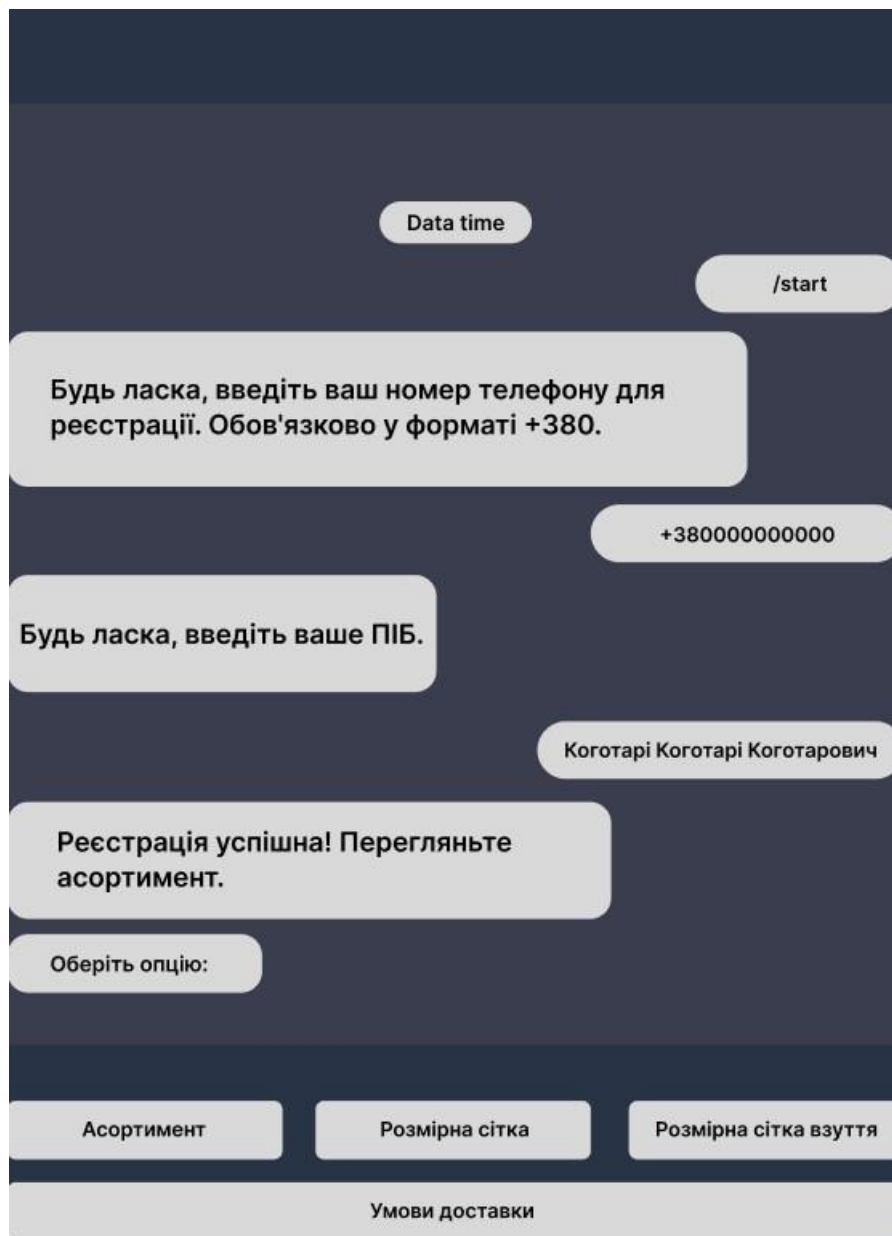 Data time
/start
Будь ласка, введіть ваш номер телефону для
реєстрації. Обов'язково у форматі +380.
+380000000000
Будь ласка, введіть ваше ПІБ.
Коготарі Коготарі Коготарович
Реєстрація успішна! Перегляньте
асортимент.
Оберіть опцію:
Асортимент
Розмірна сітка
Розмірна сітка взуття
Умови доставки